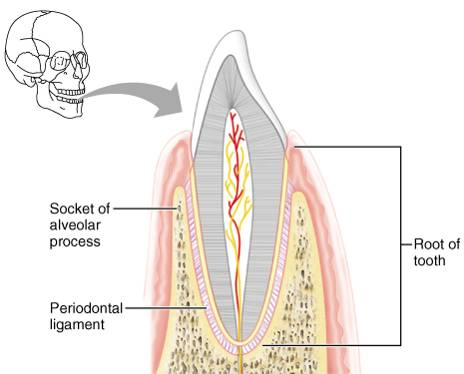 Socket of
alveolar
process
Root of
tooth
Periodontal
ligament